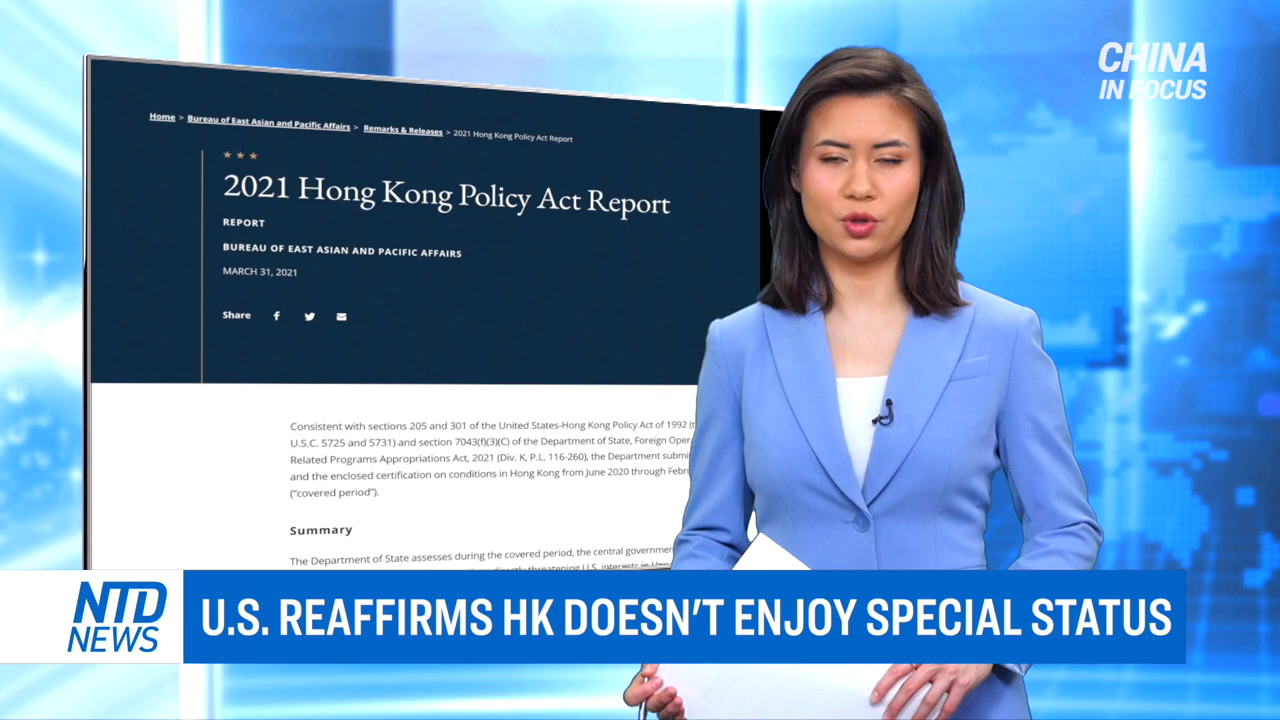 CHINA
IN FOCUS
Home > Bureau of East Asian and Pacific Affairs > Remarks & Releases > 2021 Hong Kong Policy Act Report
2021 Hong Kong Policy Act Report
REPORT
BUREAU OF EAST ASIAN AND PACIFIC AFFAIRS
MARCH 31, 2021
Share
Consistent with sections 205 and 301 of the United States-Hong Kong Policy Act of 1992
U.S.C. 5725 and 5731) and section 7043(f)(3)(C) of the Department of State, Foreign
Related Programs Appropriations Act, 2021 (Div. K, P.L. 116-260), the Department
and the enclosed certification on conditions in Hong Kong from June 2020 through
("covered period").
Summary
The Department of State assesses during the covered period, the central
directly threatening U.S. interests in
NTD
NEWS
U.S. REAFFIRMS HK DOESN'T ENJOY SPECIAL STATUS